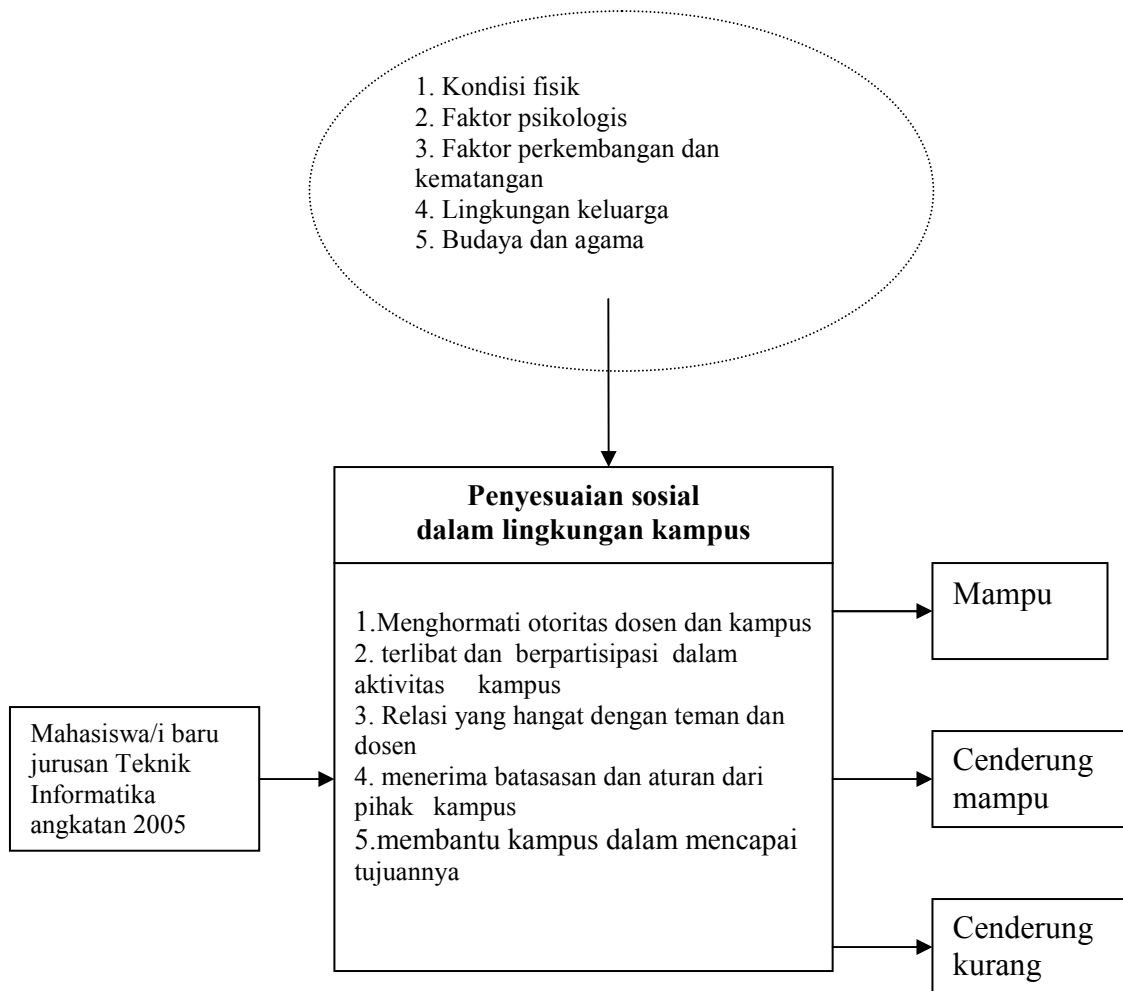 1. Kondisi fisik
2. Faktor psikologis
3. Faktor perkembangan dan
kematangan
4. Lingkungan keluarga
5. Budaya dan agama
Penyesuaian sosial
dalam lingkungan kampus
1.Menghormati otoritas dosen dan kampus
2. terlibat dan berpartisipasi dalam
aktivitas kampus
3. Relasi yang hangat dengan teman dan
dosen
4. menerima batasasan dan aturan dari
pihak kampus
5.membantu kampus dalam mencapai
tujuannya
Mahasiswa/i baru
jurusan Teknik
Informatika
angkatan 2005
Mampu
Cenderung
mampu
Cenderung
kurang